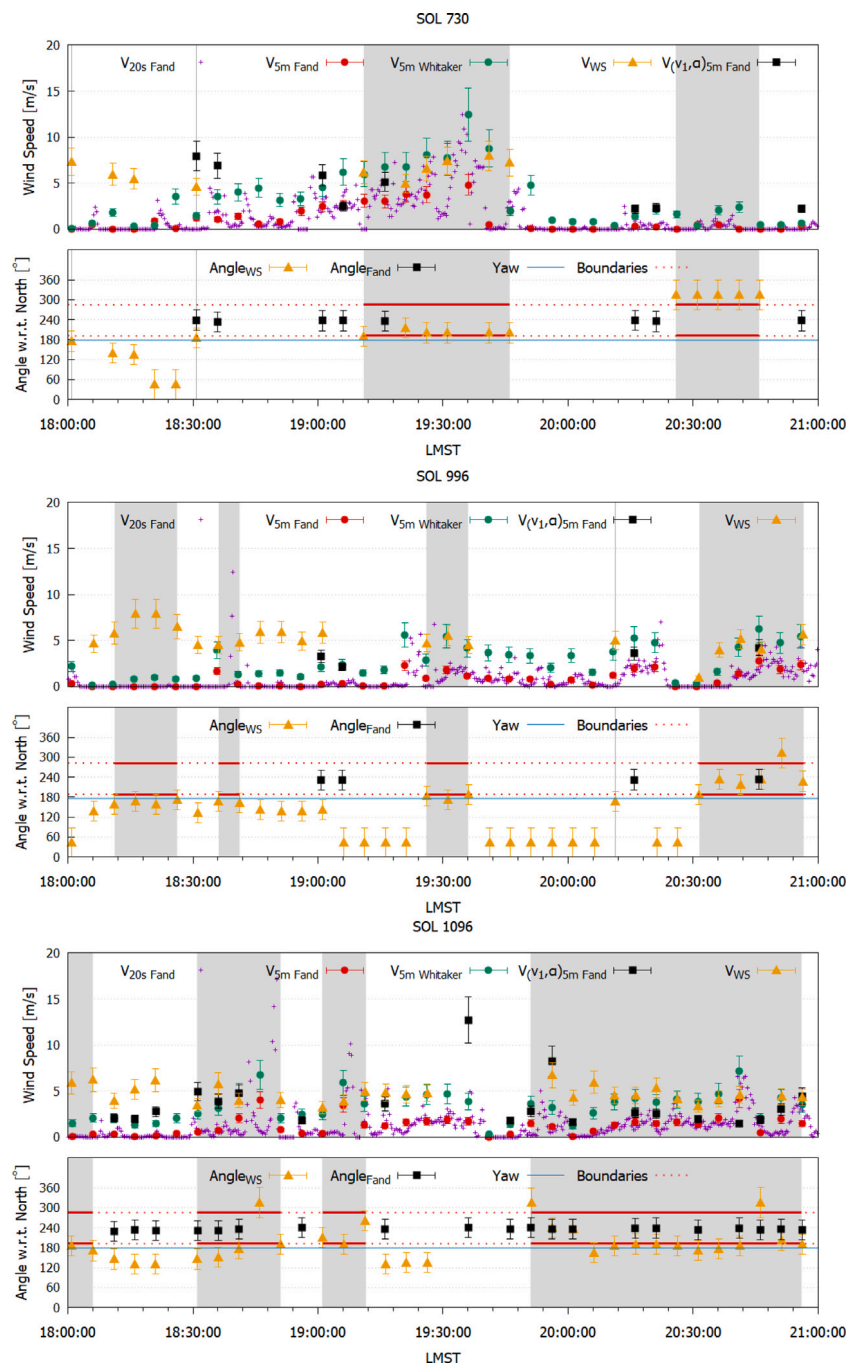 SOL 730
20
15
10
5
0
Wind Speed [m/s]
V20s Fand V5m Fand V5m Whitaker VWS V(v1,a)5m Fand
360
300
240
180
120
60
0
Angle w.r.t. North [°]
AngleWS AngleFand Yaw Boundaries
18:00:00 18:30:00 19:00:00 19:30:00 20:00:00 20:30:00 21:00:00
LMST
SOL 996
20
15
10
5
0
Wind Speed [m/s]
V20s Fand V5m Fand V5m Whitaker V(v1,a)5m Fand VWS
360
300
240
180
120
60
0
Angle w.r.t. North [°]
AngleWS AngleFand Yaw Boundaries
18:00:00 18:30:00 19:00:00 19:30:00 20:00:00 20:30:00 21:00:00
LMST
SOL 1096
20
15
10
5
0
Wind Speed [m/s]
V20s Fand V5m Fand V5m Whitaker V(v1,a)5m Fand VWS
360
300
240
180
120
60
0
Angle w.r.t. North [°]
AngleWS AngleFand Yaw Boundaries
18:00:00 18:30:00 19:00:00 19:30:00 20:00:00 20:30:00 21:00:00
LMST